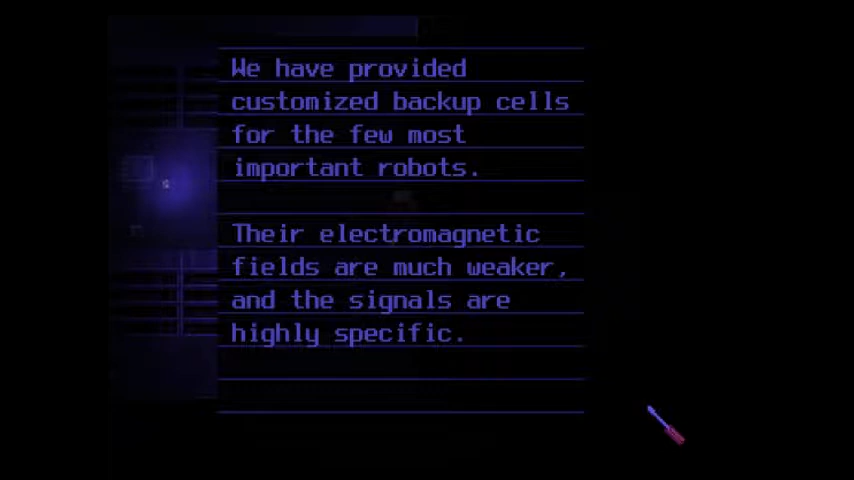 We have provided
customized backup cells
for the few most
important robots.
Their electromagnetic
fields are much weaker,
and the signals are
highly specific.